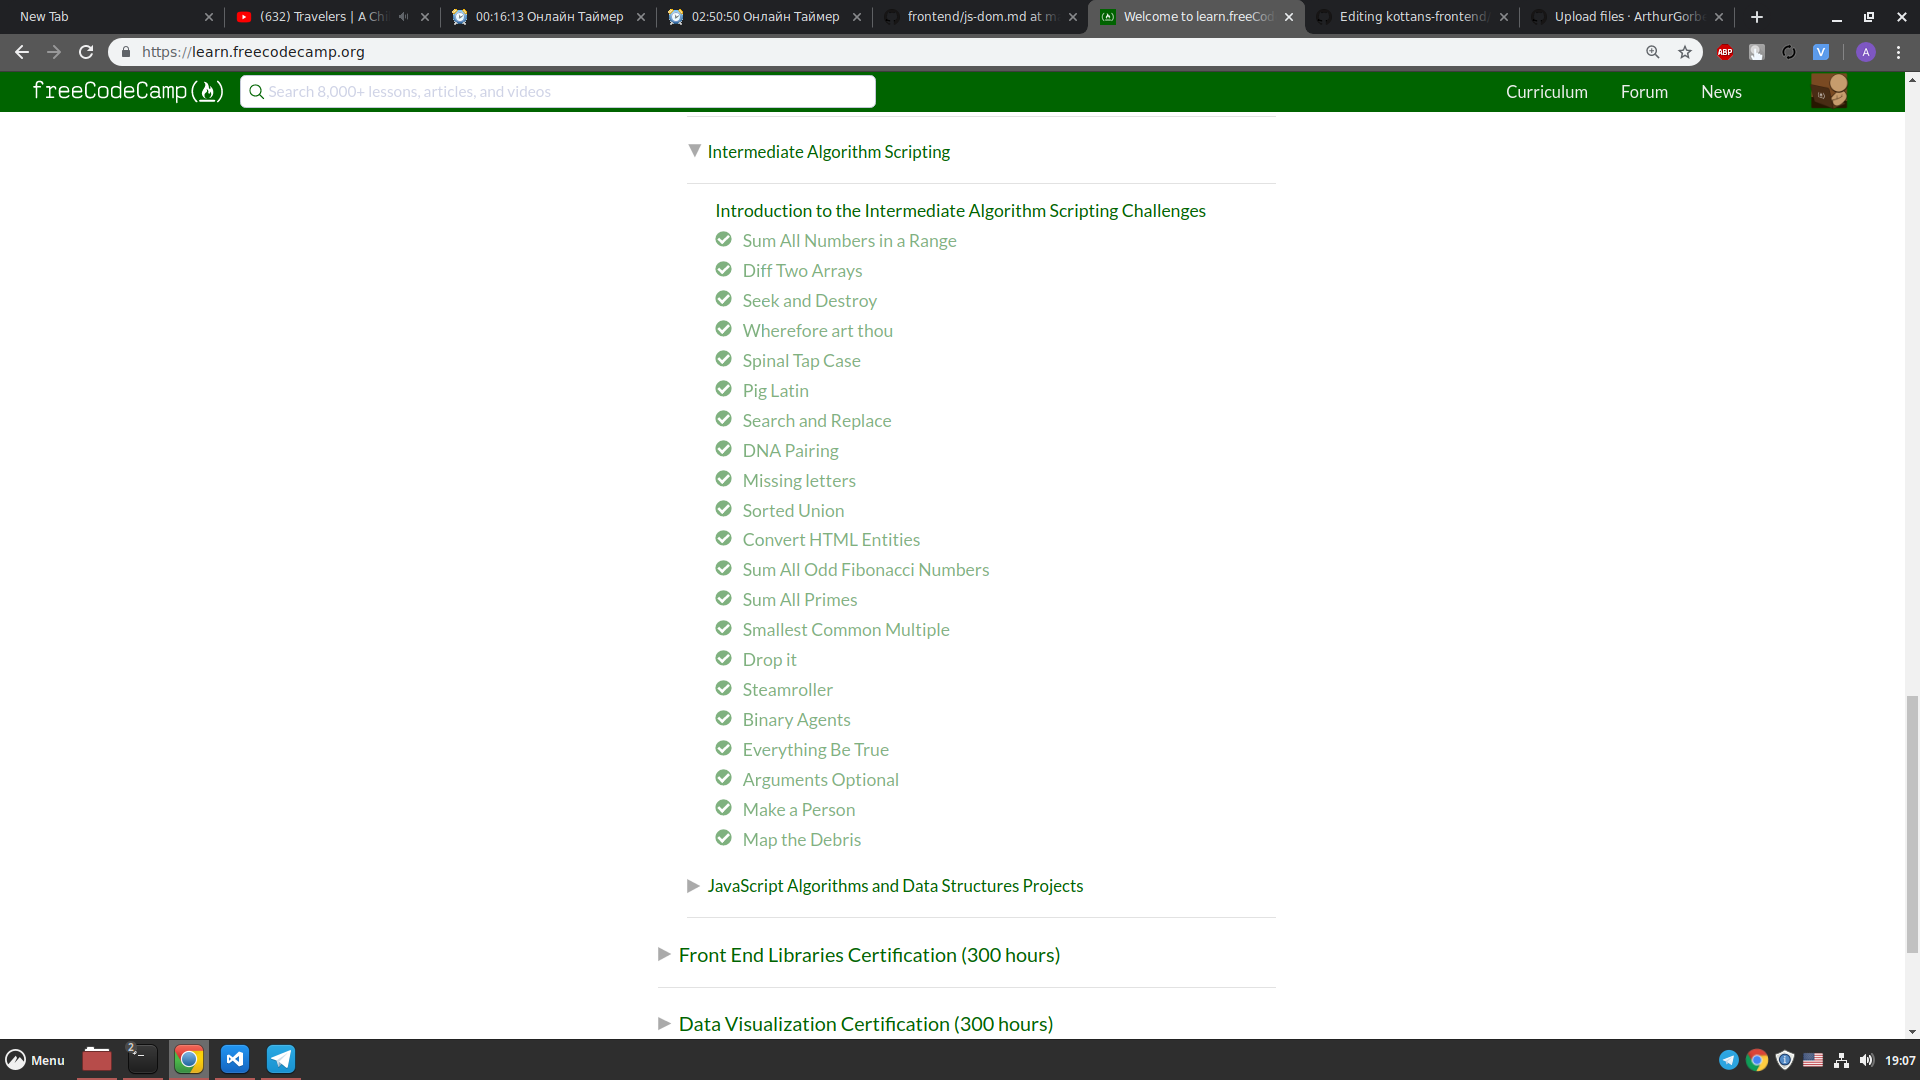 New Tab
(632) Travelers | A Chi
00:16:13 Онлайн Таймер
02:50:50 Онлайн Таймер
frontend/js-dom.md at ma
Welcome to learn.freeCod
Editing kottans-frontend/
Upload files · ArthurGorb
https://learn.freecodecamp.org
ABP
V
A
freeCodeCamp(🔥)
Search 8,000+ lessons, articles, and videos
Curriculum
Forum
News
Intermediate Algorithm Scripting
Introduction to the Intermediate Algorithm Scripting Challenges
Sum All Numbers in a Range
Diff Two Arrays
Seek and Destroy
Wherefore art thou
Spinal Tap Case
Pig Latin
Search and Replace
DNA Pairing
Missing letters
Sorted Union
Convert HTML Entities
Sum All Odd Fibonacci Numbers
Sum All Primes
Smallest Common Multiple
Drop it
Steamroller
Binary Agents
Everything Be True
Arguments Optional
Make a Person
Map the Debris
JavaScript Algorithms and Data Structures Projects
Front End Libraries Certification (300 hours)
Data Visualization Certification (300 hours)
Menu
2
19:07